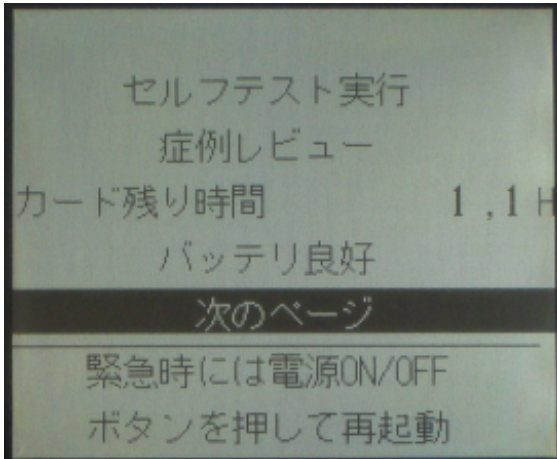 セルフテスト実行
症例レビュー
カード残り時間 1,1H
バッテリ良好
次のページ
緊急時には電源ON/OFF
ボタンを押して再起動